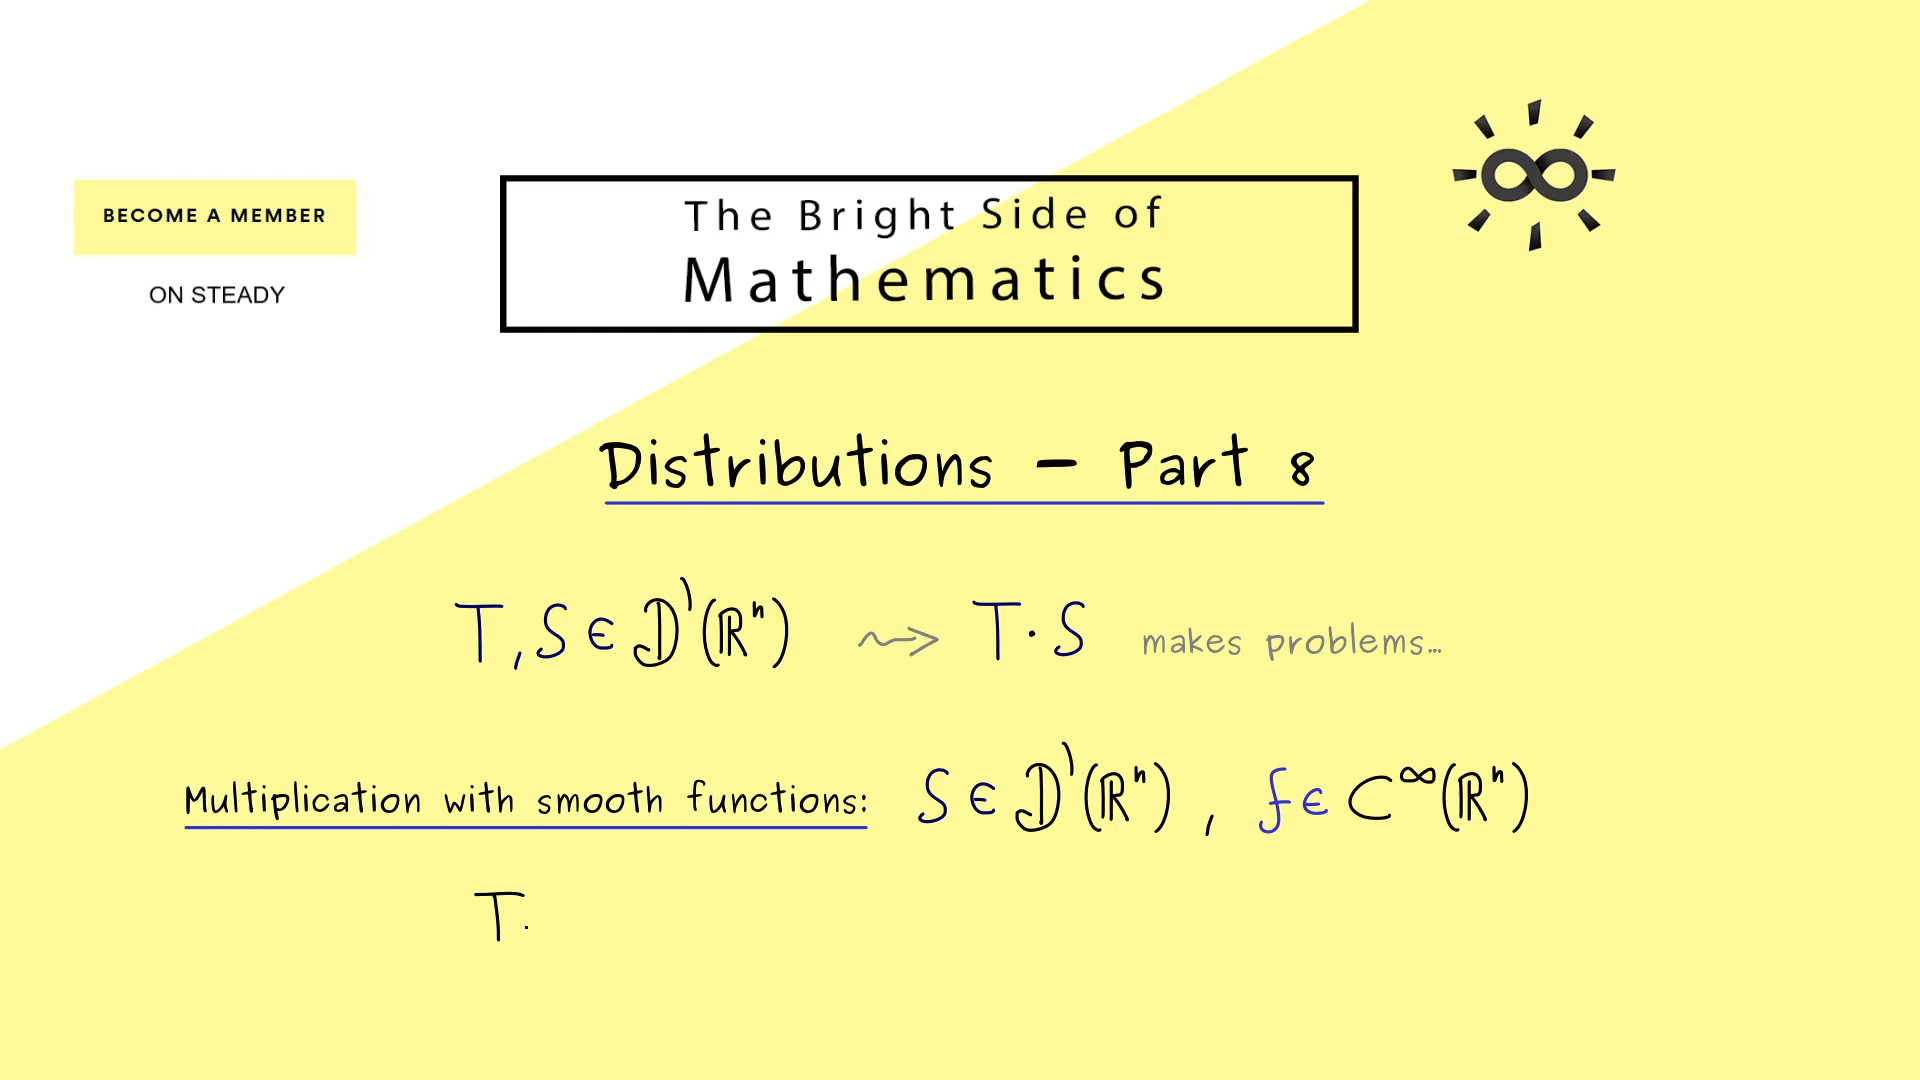 BECOME A MEMBER
ON STEADY
The Bright Side of
Mathematics
Distributions - Part 8
T, S ∈ 𝒟'(ℝⁿ) ⇝ T · S makes problems...
Multiplication with smooth functions: S ∈ 𝒟'(ℝⁿ) , f ∈ C^∞(ℝⁿ)
T.